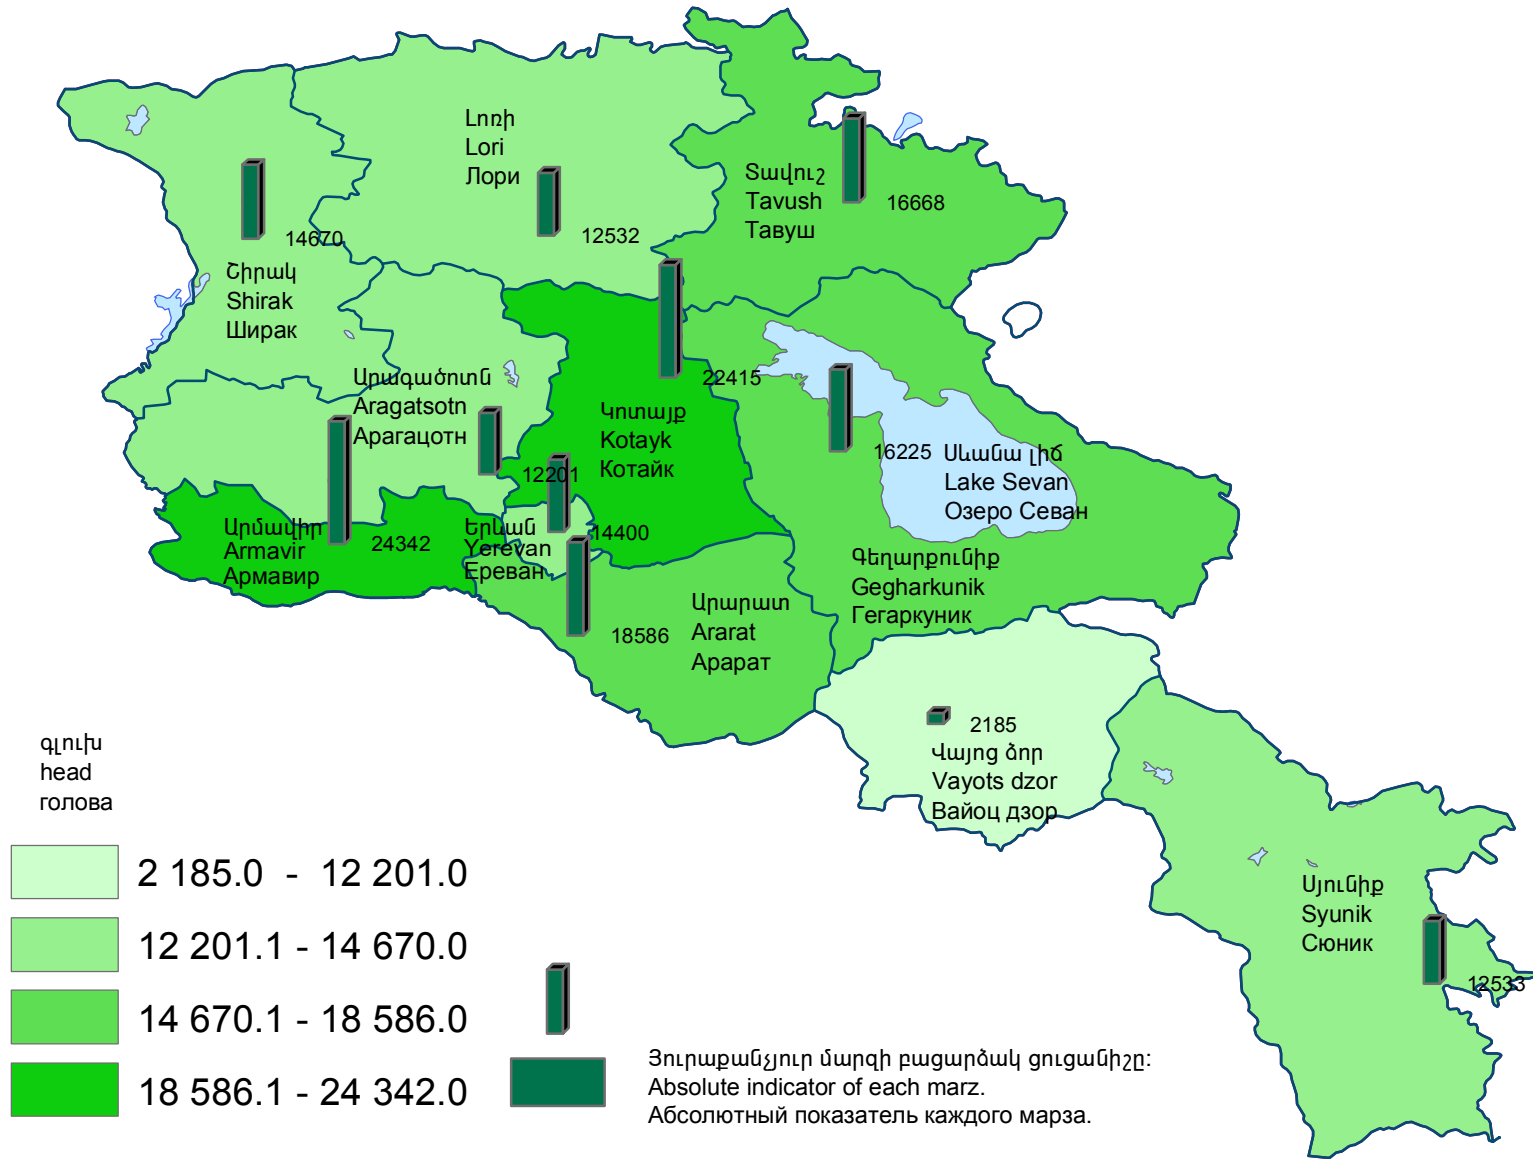 Լոռի
Lori
Лори
12532
Տավուշ
Tavush
Тавуш
16668
14670
Շիրակ
Shirak
Ширак
Արագածոտն
Aragatsotn
Арагацотн
12201
22415
Կոտայք
Kotayk
Котайк
16225
Սևանա լիճ
Lake Sevan
Озеро Севан
Գեղարքունիք
Gegharkunik
Гегаркуник
Արմավիր
Armavir
Армавир
24342
Երևան
Yerevan
Ереван
14400
18586
Արարատ
Ararat
Арарат
2185
Վայոց ձոր
Vayots dzor
Вайоц дзор
Սյունիք
Syunik
Сюник
12533
գլուխ
head
голова
2 185.0 - 12 201.0
12 201.1 - 14 670.0
14 670.1 - 18 586.0
18 586.1 - 24 342.0
Յուրաքանչյուր մարզի բացարձակ ցուցանիշը:
Absolute indicator of each marz.
Абсолютный показатель каждого марза.